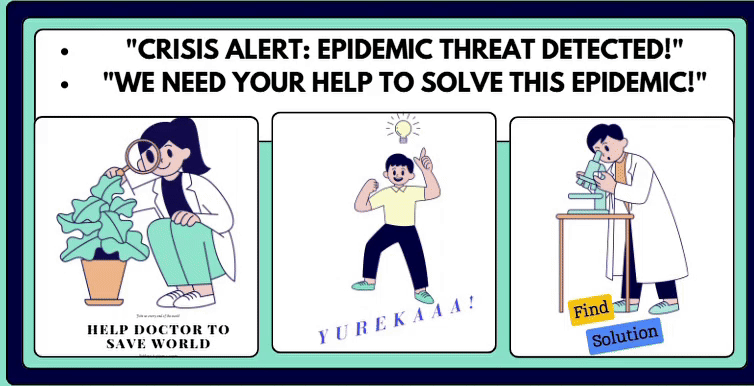 "CRISIS ALERT: EPIDEMIC THREAT DETECTED!"
"WE NEED YOUR HELP TO SOLVE THIS EPIDEMIC!"
HELP DOCTOR TO
SAVE WORLD
YUREKAAA!
Find
Solution